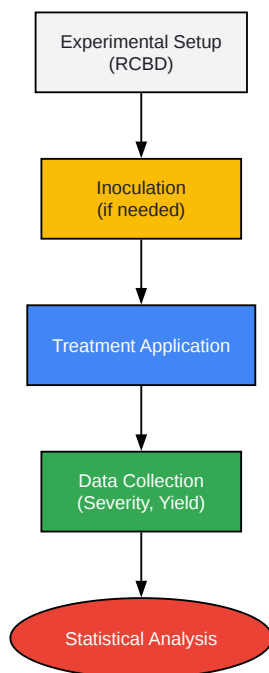 Experimental Setup
(RCBD)
Inoculation
(if needed)
Treatment Application
Data Collection
(Severity, Yield)
Statistical Analysis